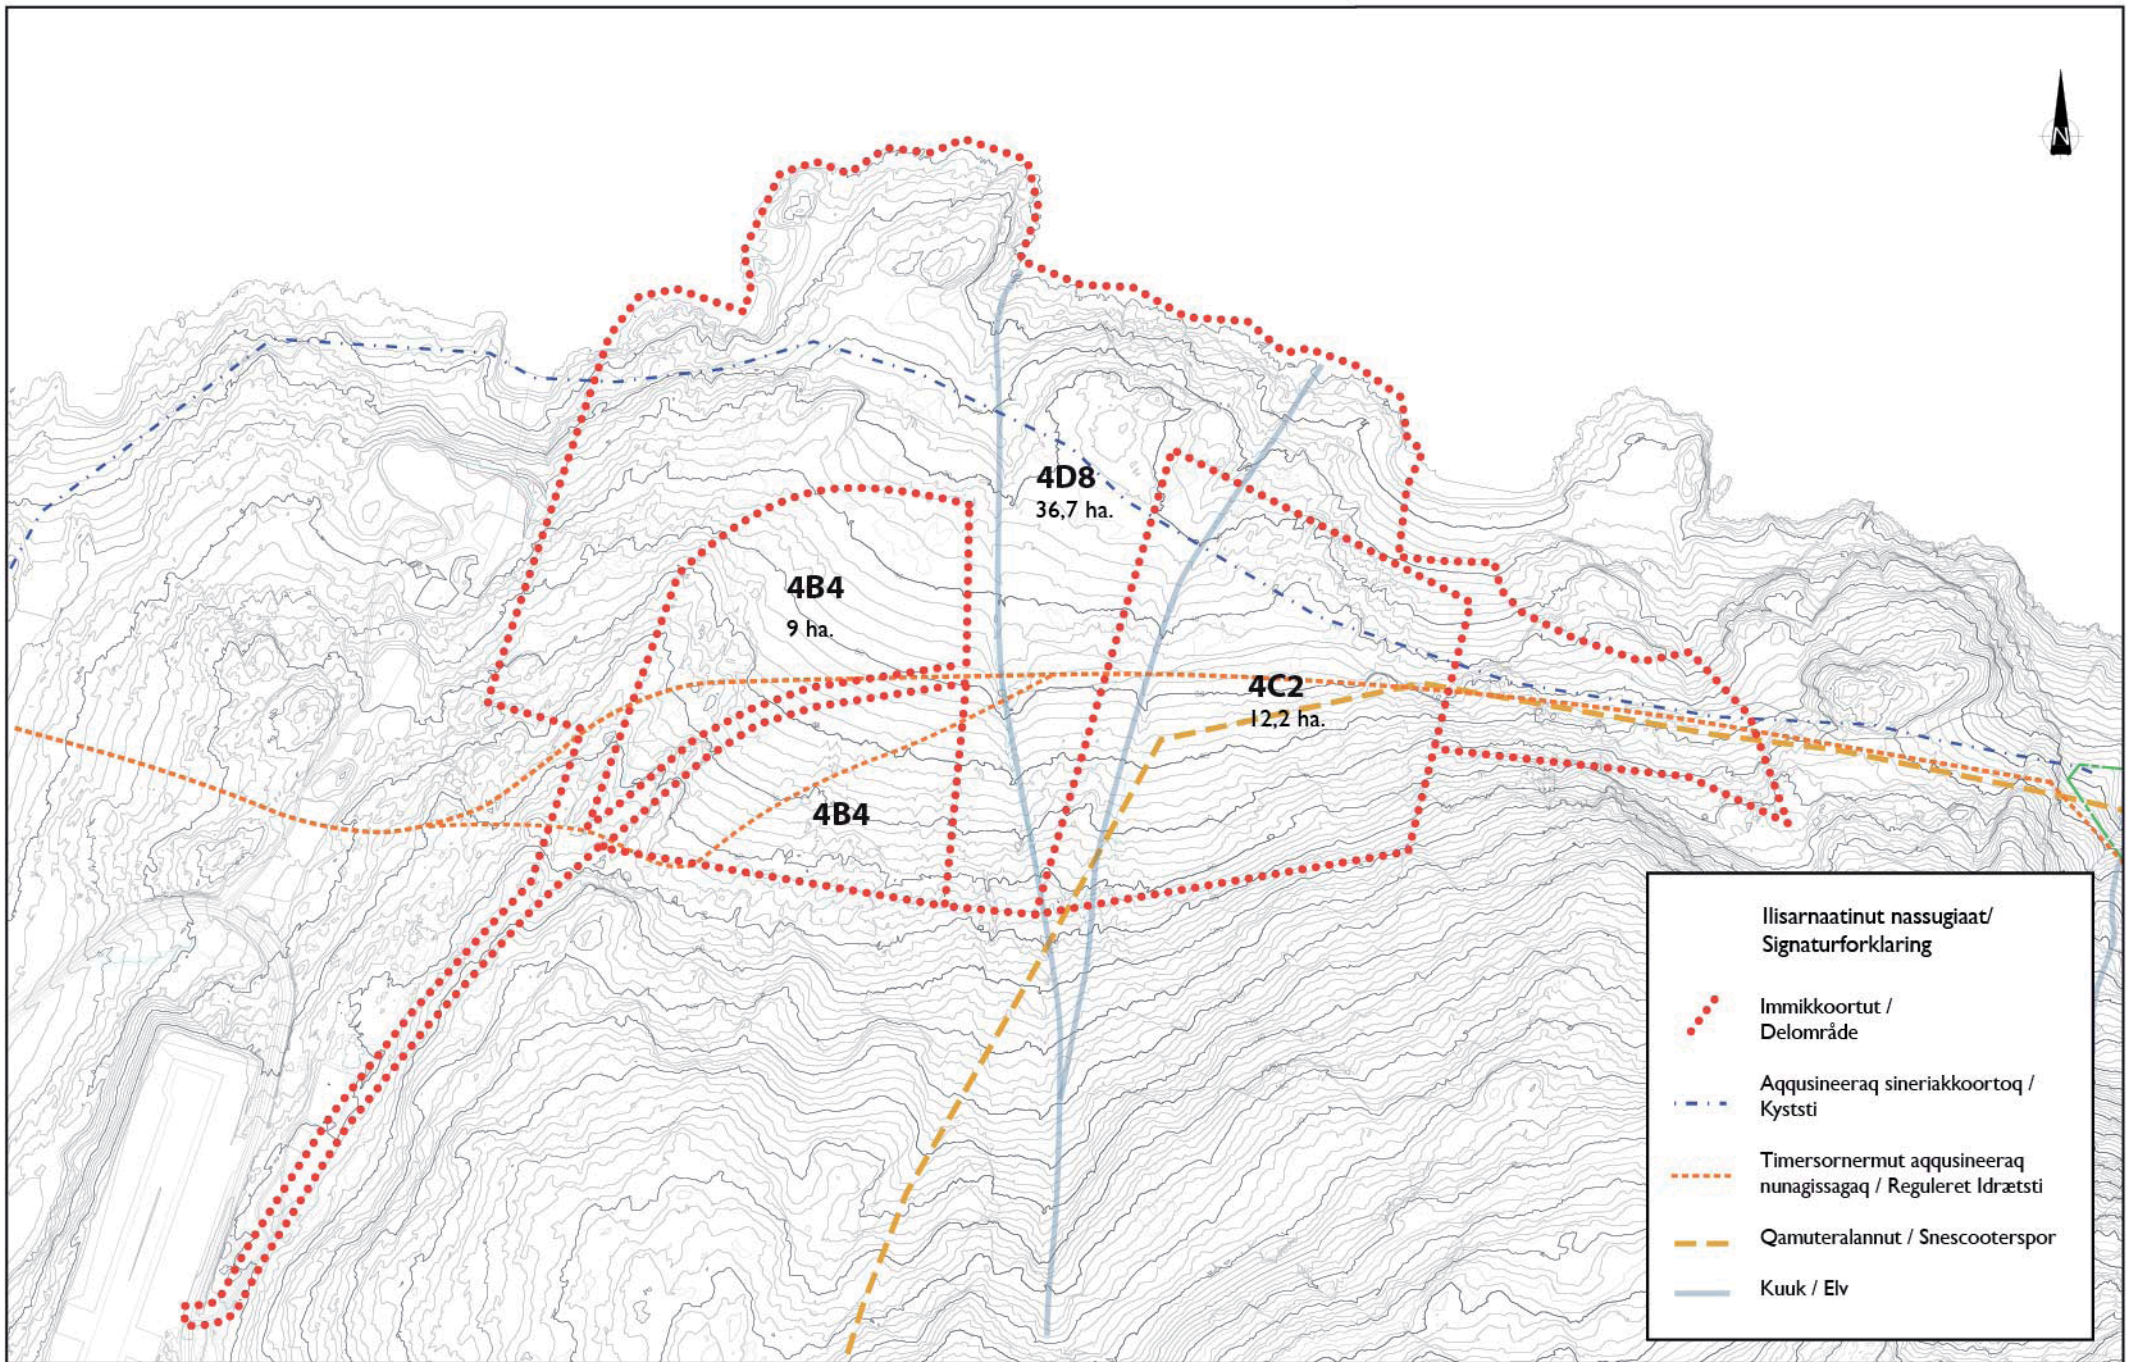 N
4D8
36,7 ha.
4B4
9 ha.
4C2
12,2 ha.
4B4
Ilisarnaatinut nassugiaat/
Signaturforklaring
Immikkoortut /
Delområde
Aqqusineeraq sineriakkoortoq /
Kyststi
Timersornermut aqqusineeraq
nunagissagaq / Reguleret Idrætsti
Qamuteralannut / Snescooterspor
Kuuk / Elv